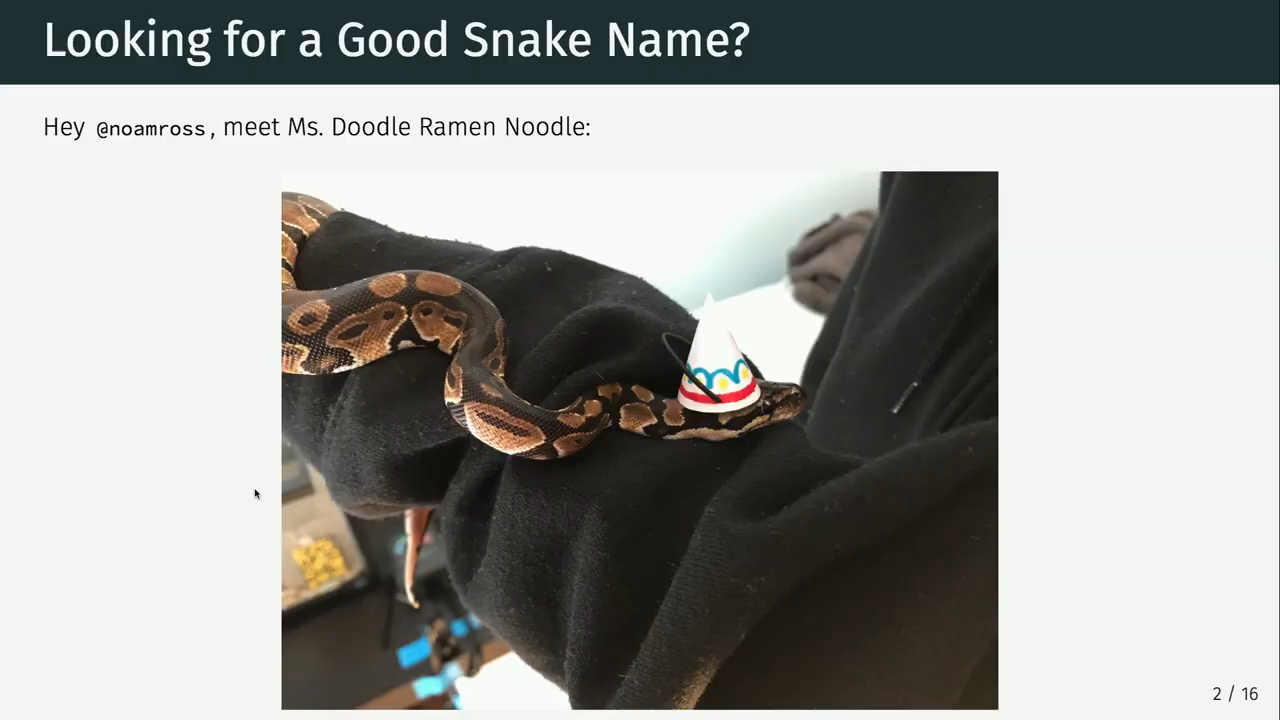 Looking for a Good Snake Name?
Hey @noamross, meet Ms. Doodle Ramen Noodle:
2 / 16